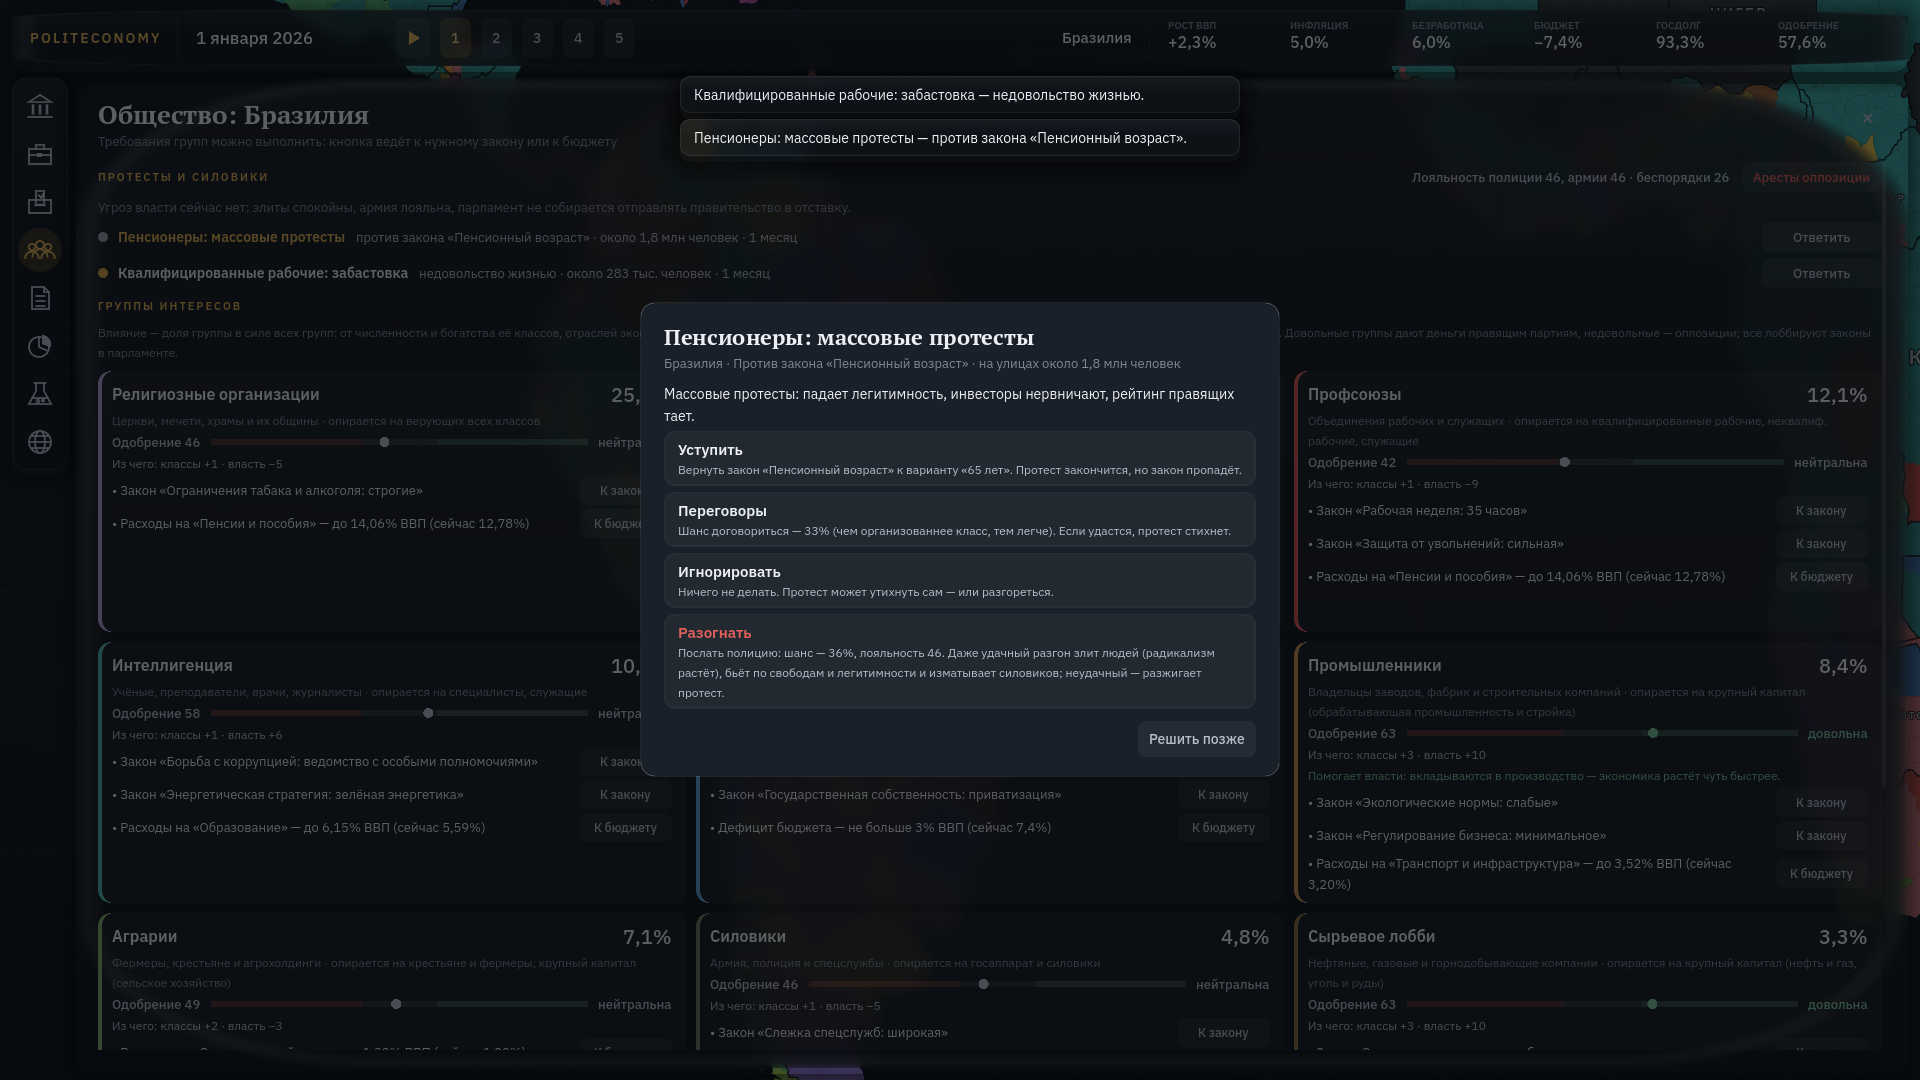 POLITECONOMY
1 января 2026
1
2
3
4
5
Бразилия
РОСТ ВВП
+2,3%
ИНФЛЯЦИЯ
5,0%
БЕЗРАБОТИЦА
6,0%
БЮДЖЕТ
−7,4%
ГОСДОЛГ
93,3%
ОДОБРЕНИЕ
57,6%
Квалифицированные рабочие: забастовка — недовольство жизнью.
Пенсионеры: массовые протесты — против закона «Пенсионный возраст».
Общество: Бразилия
Требования групп можно выполнить: кнопка ведёт к нужному закону или к бюджету
ПРОТЕСТЫ И СИЛОВИКИ
Лояльность полиции 46, армии 46 · беспорядки 26
Аресты оппозиции
Угроз власти сейчас нет: элиты спокойны, армия лояльна, парламент не собирается отправлять правительство в отставку.
Пенсионеры: массовые протесты против закона «Пенсионный возраст» · около 1,8 млн человек · 1 месяц
Ответить
Квалифицированные рабочие: забастовка недовольство жизнью · около 283 тыс. человек · 1 месяц
Ответить
ГРУППЫ ИНТЕРЕСОВ
Влияние — доля группы в силе всех групп: от численности и богатства её классов, отраслей
Довольные группы дают деньги правящим партиям, недовольные — оппозиции; все лоббируют законы
в парламенте.
Пенсионеры: массовые протесты
Бразилия · Против закона «Пенсионный возраст» · на улицах около 1,8 млн человек
Массовые протесты: падает легитимность, инвесторы нервничают, рейтинг правящих
тает.
Уступить
Вернуть закон «Пенсионный возраст» к варианту «65 лет». Протест закончится, но закон пропадёт.
Переговоры
Шанс договориться — 33% (чем организованнее класс, тем легче). Если удастся, протест стихнет.
Игнорировать
Ничего не делать. Протест может утихнуть сам — или разгореться.
Разогнать
Послать полицию: шанс — 36%, лояльность 46. Даже удачный разгон злит людей (радикализм
растёт), бьёт по свободам и легитимности и изматывает силовиков; неудачный — разжигает
протест.
Решить позже
Религиозные организации
25,
Церкви, мечети, храмы и их общины · опирается на верующих всех классов
Одобрение 46
нейтра
Из чего: классы +1 · власть −5
• Закон «Ограничения табака и алкоголя: строгие»
К закон
• Расходы на «Пенсии и пособия» — до 14,06% ВВП (сейчас 12,78%)
К бюдже
Профсоюзы
12,1%
Объединения рабочих и служащих · опирается на квалифицированные рабочие, неквалиф.
рабочие, служащие
Одобрение 42
нейтральна
Из чего: классы +1 · власть −9
• Закон «Рабочая неделя: 35 часов»
К закону
• Закон «Защита от увольнений: сильная»
К закону
• Расходы на «Пенсии и пособия» — до 14,06% ВВП (сейчас 12,78%)
К бюджету
Интеллигенция
10,
Учёные, преподаватели, врачи, журналисты · опирается на специалисты, служащие
Одобрение 58
нейтра
Из чего: классы +1 · власть +6
• Закон «Борьба с коррупцией: ведомство с особыми полномочиями»
К закон
• Закон «Энергетическая стратегия: зелёная энергетика»
К закону
• Расходы на «Образование» — до 6,15% ВВП (сейчас 5,59%)
К бюджету
• Закон «Государственная собственность: приватизация»
К закону
• Дефицит бюджета — не больше 3% ВВП (сейчас 7,4%)
К бюджету
Промышленники
8,4%
Владельцы заводов, фабрик и строительных компаний · опирается на крупный капитал
(обрабатывающая промышленность и стройка)
Одобрение 63
довольна
Из чего: классы +3 · власть +10
Помогает власти: вкладываются в производство — экономика растёт чуть быстрее.
• Закон «Экологические нормы: слабые»
К закону
• Закон «Регулирование бизнеса: минимальное»
К закону
• Расходы на «Транспорт и инфраструктура» — до 3,52% ВВП (сейчас
3,20%)
К бюджету
Аграрии
7,1%
Фермеры, крестьяне и агрохолдинги · опирается на крестьяне и фермеры, крупный капитал
(сельское хозяйство)
Одобрение 49
нейтральна
Из чего: классы +2 · власть −3
Силовики
4,8%
Армия, полиция и спецслужбы · опирается на госаппарат и силовики
Одобрение 46
нейтральна
Из чего: классы +1 · власть −5
• Закон «Слежка спецслужб: широкая»
К закону
Сырьевое лобби
3,3%
Нефтяные, газовые и горнодобывающие компании · опирается на крупный капитал (нефть и газ,
уголь и руды)
Одобрение 63
довольна
Из чего: классы +3 · власть +10